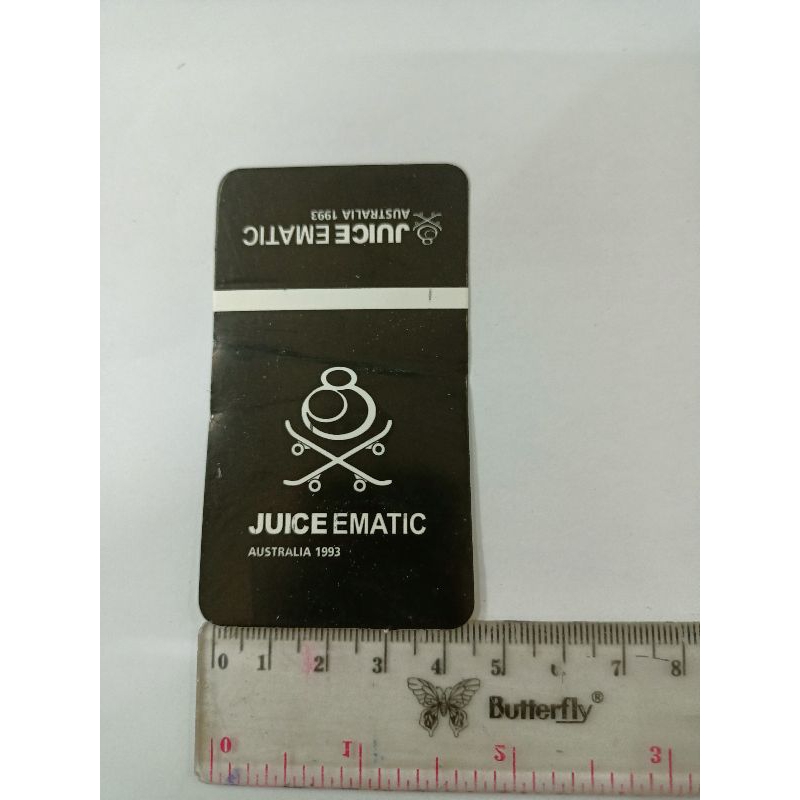 JUICE EMATIC
AUSTRALIA 1993
JUICE EMATIC
AUSTRALIA 1993
0 1 2 3 4 5 6 7 8
Butterfly®
0 1 2 3